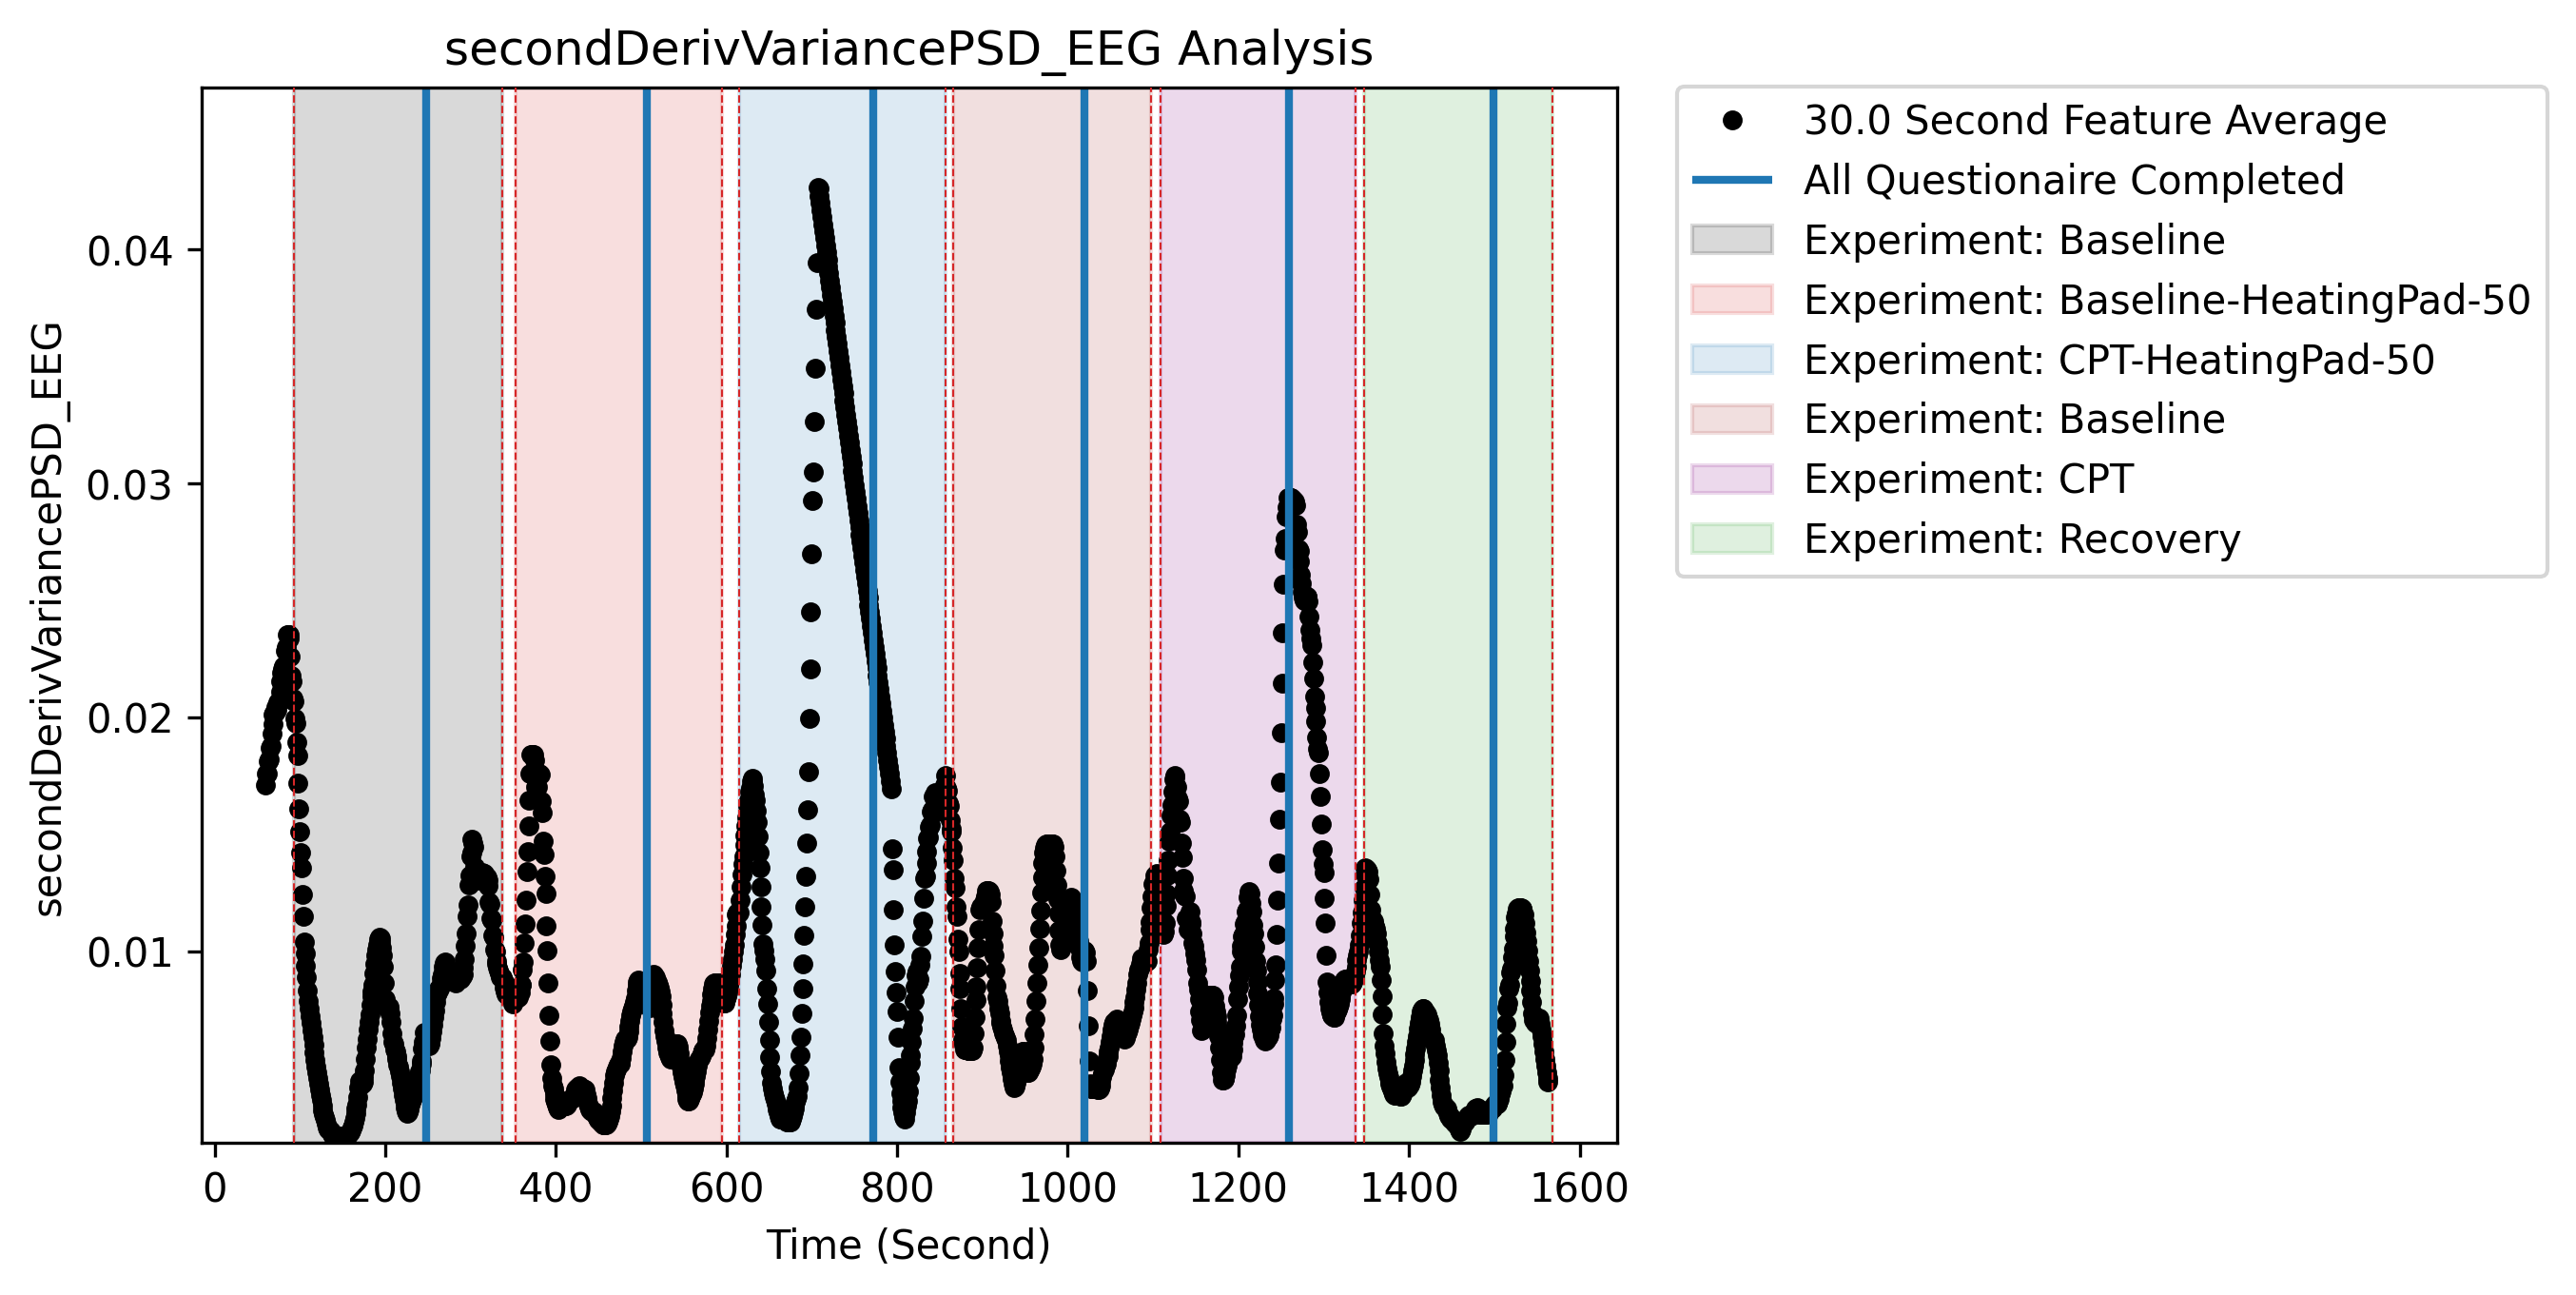 secondDerivVariancePSD_EEG Analysis
secondDerivVariancePSD_EEG
0.04
0.03
0.02
0.01
0 200 400 600 800 1000 1200 1400 1600
Time (Second)
30.0 Second Feature Average
All Questionaire Completed
Experiment: Baseline
Experiment: Baseline-HeatingPad-50
Experiment: CPT-HeatingPad-50
Experiment: Baseline
Experiment: CPT
Experiment: Recovery